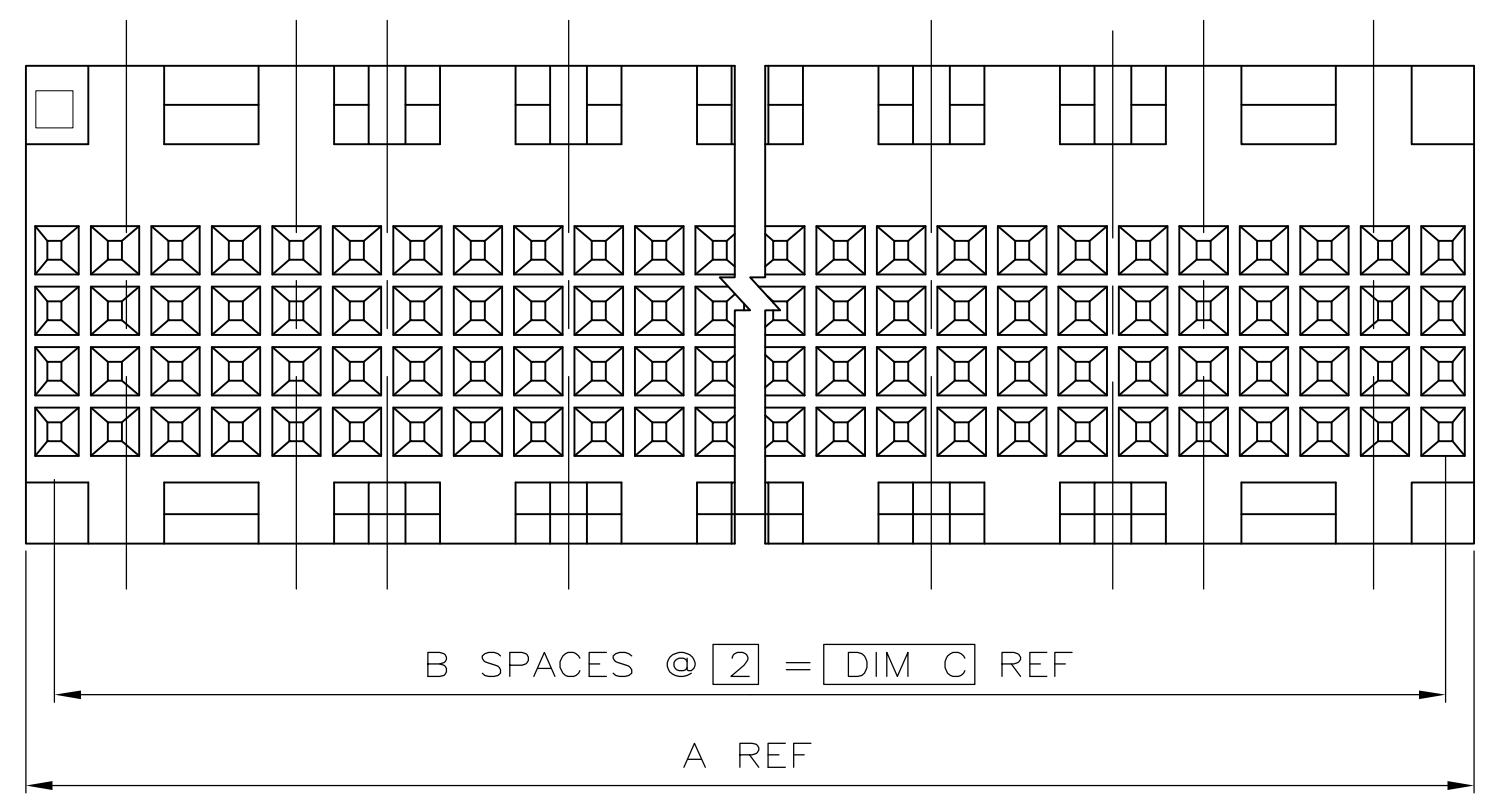 B SPACES @ 2 = DIM C REF
A REF